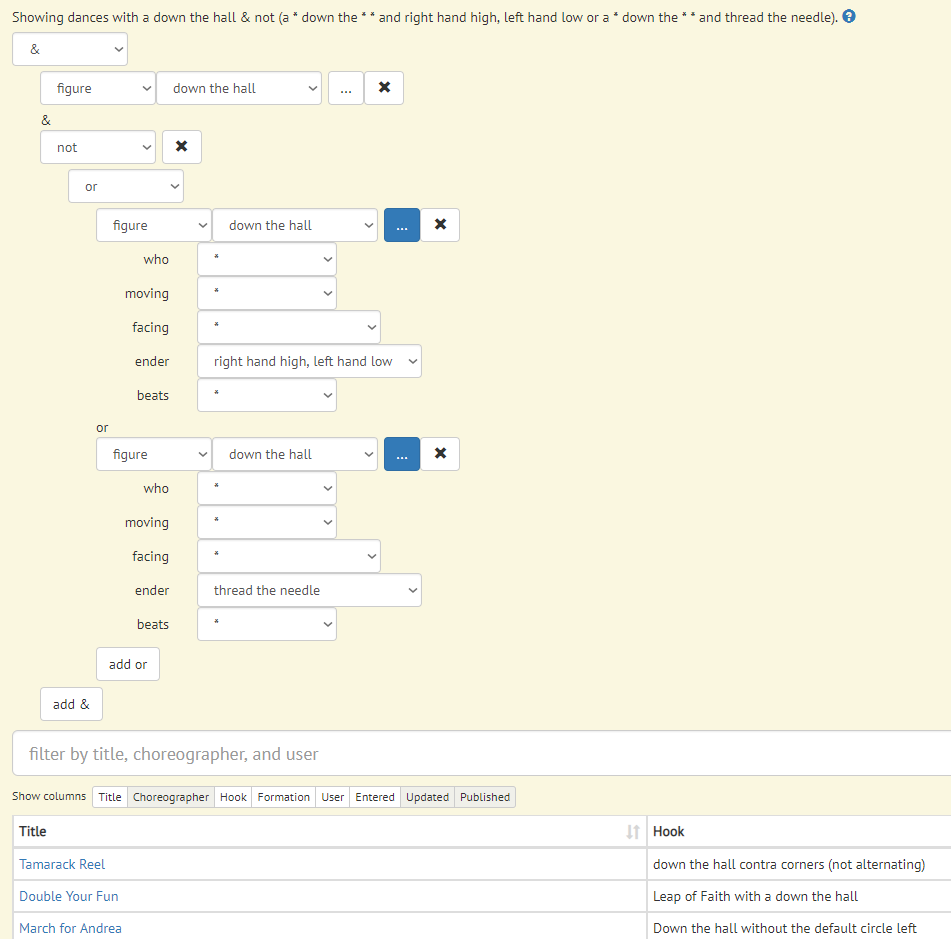 Showing dances with a down the hall & not (a * down the * * and right hand high, left hand low or a * down the * * and thread the needle). ?
&
figure down the hall ... ✖
&
not ✖
or
figure down the hall ... ✖
who *
moving *
facing *
ender right hand high, left hand low
beats *
or
figure down the hall ... ✖
who *
moving *
facing *
ender thread the needle
beats *
add or
add &
filter by title, choreographer, and user
Show columns Title Choreographer Hook Formation User Entered Updated Published
Title Hook
Tamarack Reel down the hall contra corners (not alternating)
Double Your Fun Leap of Faith with a down the hall
March for Andrea Down the hall without the default circle left